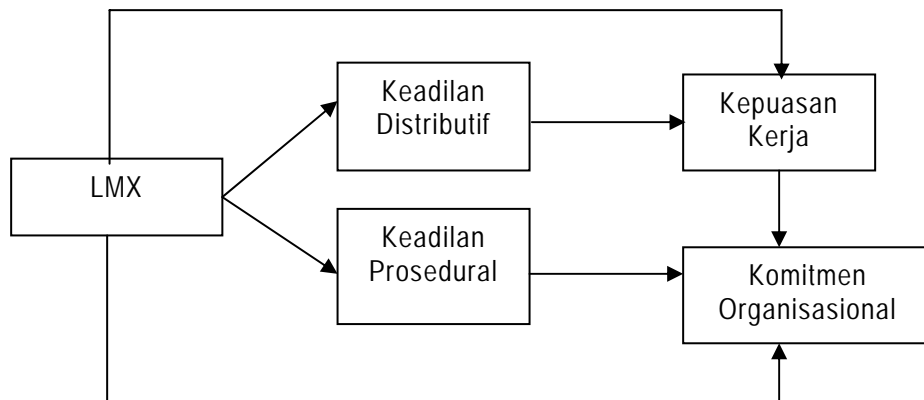 Keadilan
Distributif
Kepuasan
Kerja
LMX
Keadilan
Prosedural
Komitmen
Organisasional